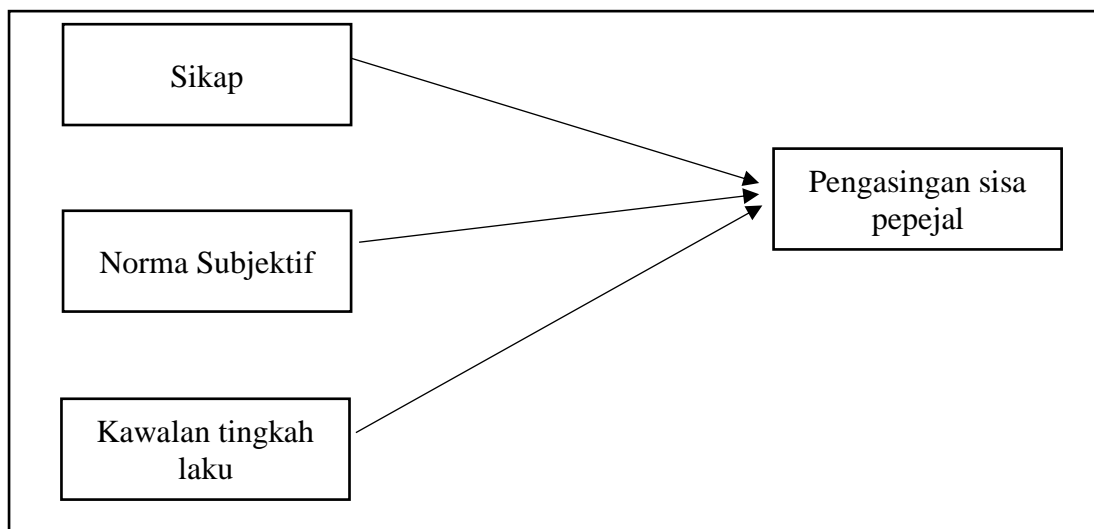 Sikap
Pengasingan sisa
pepejal
Norma Subjektif
Kawalan tingkah
laku